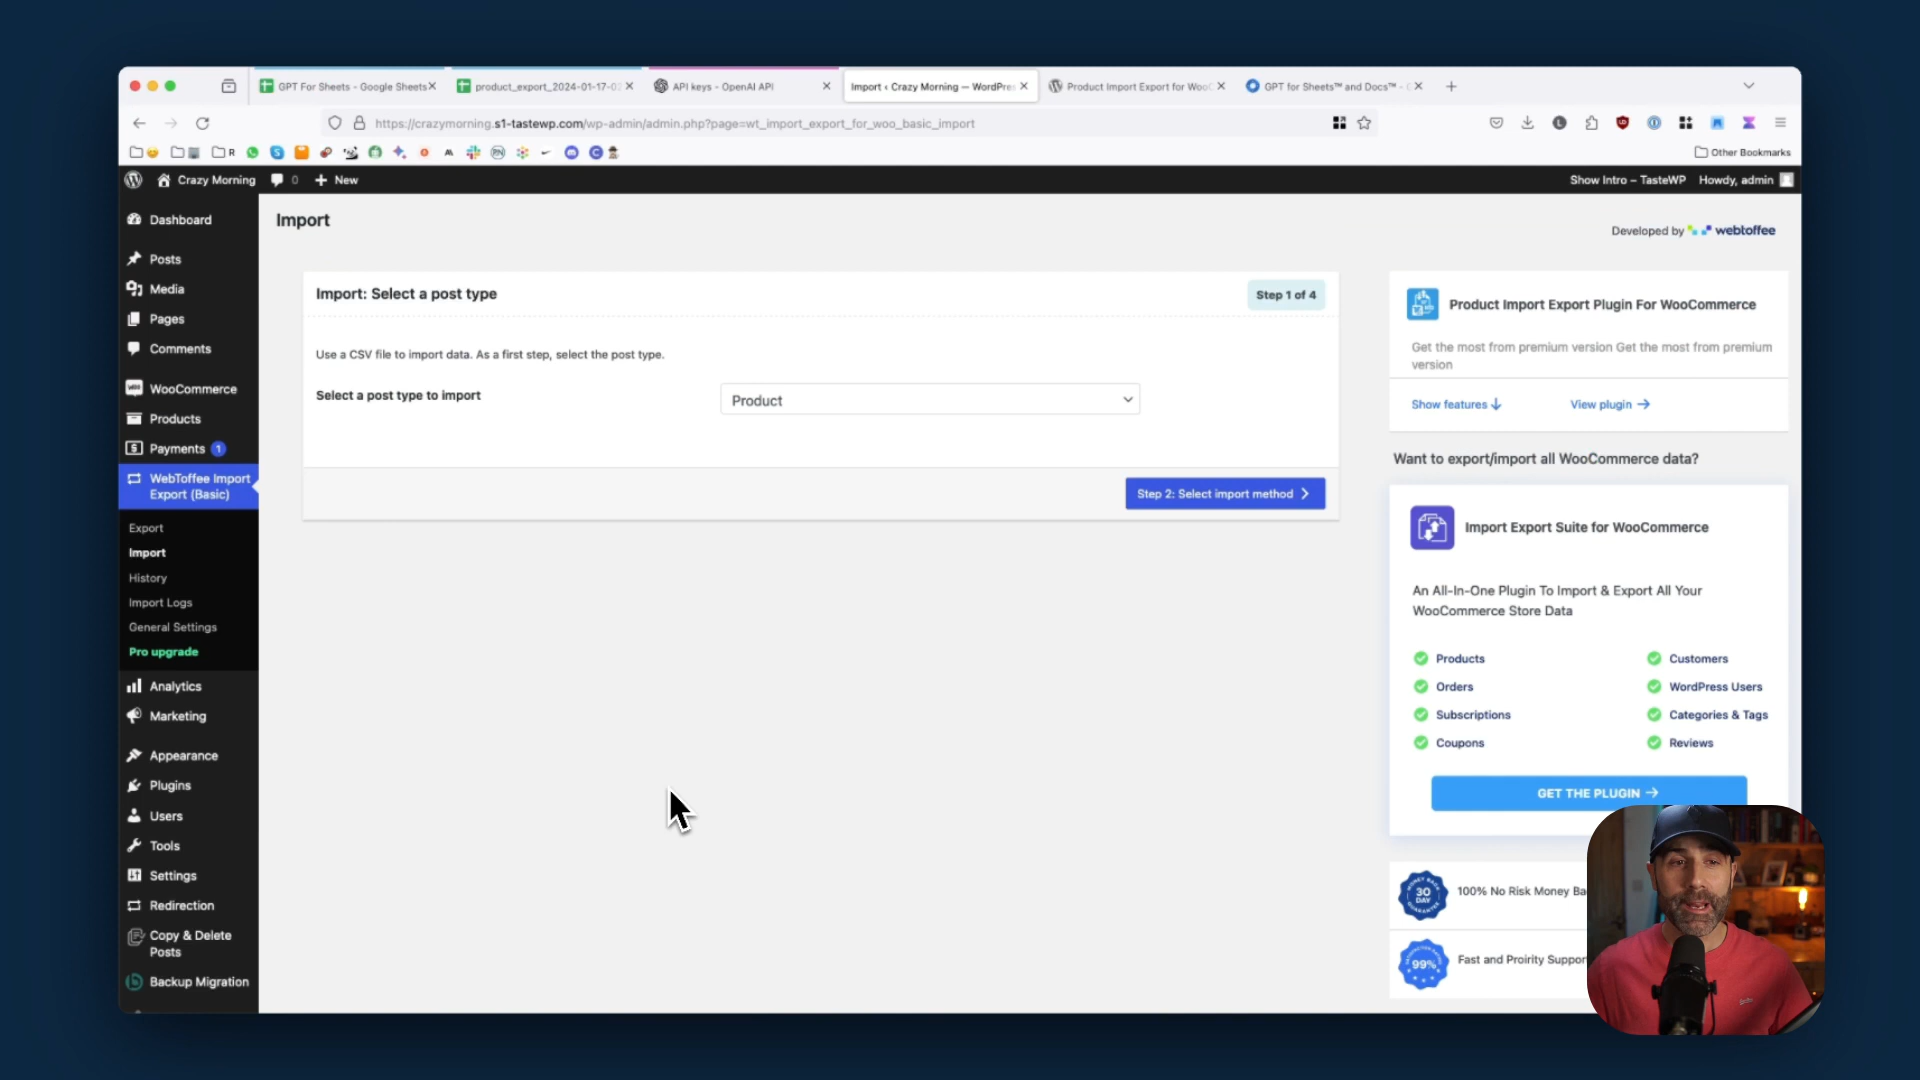 GPT For Sheets - Google Sheets
product_export_2024-01-17-0
API keys - OpenAI API
Import ‹ Crazy Morning — WordPre
Product Import Export for Woo
GPT for Sheets™ and Docs™ -
https://crazymorning.s1-tastewp.com/wp-admin/admin.php?page=wt_import_export_for_woo_basic_import
R
Other Bookmarks
Crazy Morning
0
New
Show Intro – TasteWP
Howdy, admin
Dashboard
Posts
Media
Pages
Comments
WooCommerce
Products
Payments 1
WebToffee Import
Export (Basic)
Export
Import
History
Import Logs
General Settings
Pro upgrade
Analytics
Marketing
Appearance
Plugins
Users
Tools
Settings
Redirection
Copy & Delete
Posts
Backup Migration
Import
Developed by webtoffee
Import: Select a post type
Step 1 of 4
Use a CSV file to import data. As a first step, select the post type.
Select a post type to import
Product
Step 2: Select import method
Product Import Export Plugin For WooCommerce
Get the most from premium version Get the most from premium
version
Show features
View plugin
Want to export/import all WooCommerce data?
Import Export Suite for WooCommerce
An All-In-One Plugin To Import & Export All Your
WooCommerce Store Data
Products
Customers
Orders
WordPress Users
Subscriptions
Categories & Tags
Coupons
Reviews
GET THE PLUGIN
30
DAY
100% No Risk Money Ba
99%
Fast and Proirity Suppor